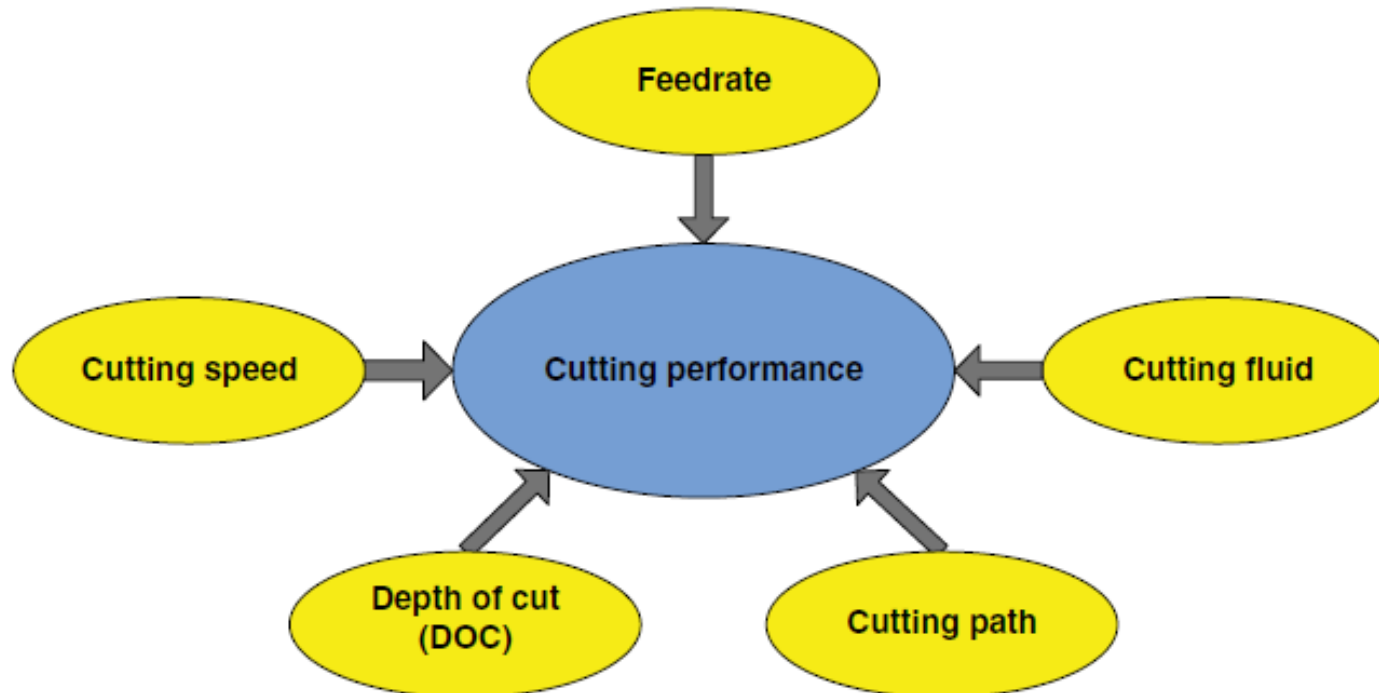 Feedrate
Cutting speed
Cutting performance
Cutting fluid
Depth of cut
(DOC)
Cutting path